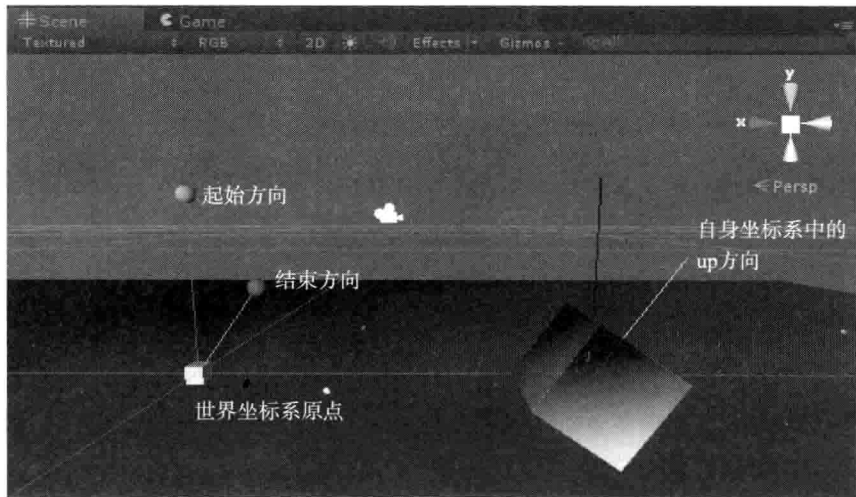 Scene
Game
Textured
RGB
2D
Effects
Gizmos
y
x
Persp
起始方向
自身坐标系中的
up方向
结束方向
世界坐标系原点